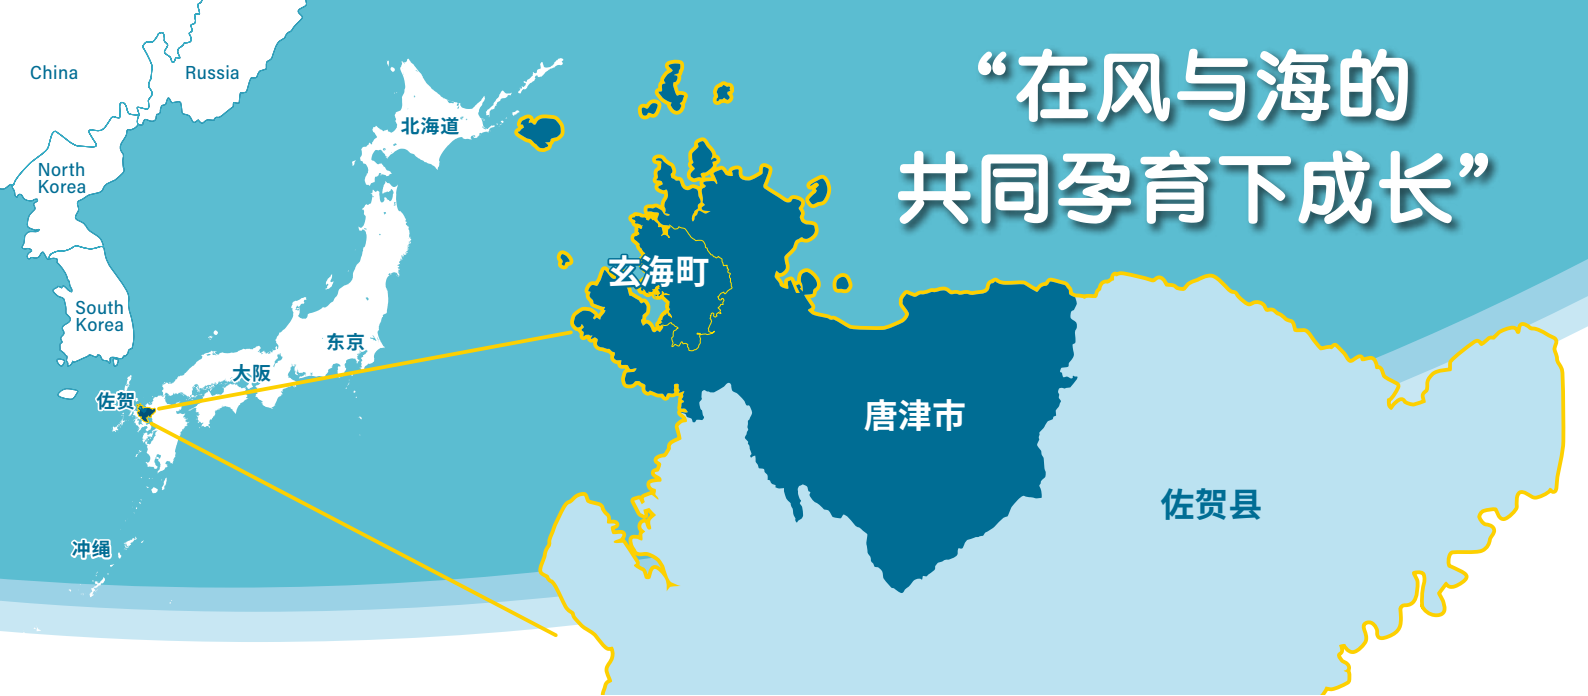 “在风与海的
共同孕育下成长”
China
Russia
北海道
North
Korea
South
Korea
东京
大阪
佐贺
冲绳
玄海町
唐津市
佐贺县